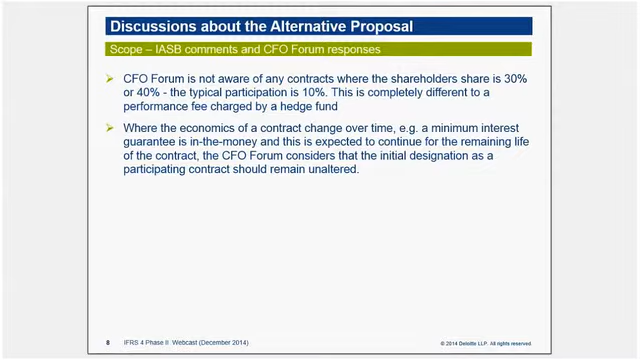 Discussions about the Alternative Proposal
Scope – IASB comments and CFO Forum responses
CFO Forum is not aware of any contracts where the shareholders share is 30%
or 40% - the typical participation is 10%. This is completely different to a
performance fee charged by a hedge fund
Where the economics of a contract change over time, e.g. a minimum interest
guarantee is in-the-money and this is expected to continue for the remaining life
of the contract, the CFO Forum considers that the initial designation as a
participating contract should remain unaltered.
8 IFRS 4 Phase II Webcast (December 2014) © 2014 Deloitte LLP. All rights reserved.